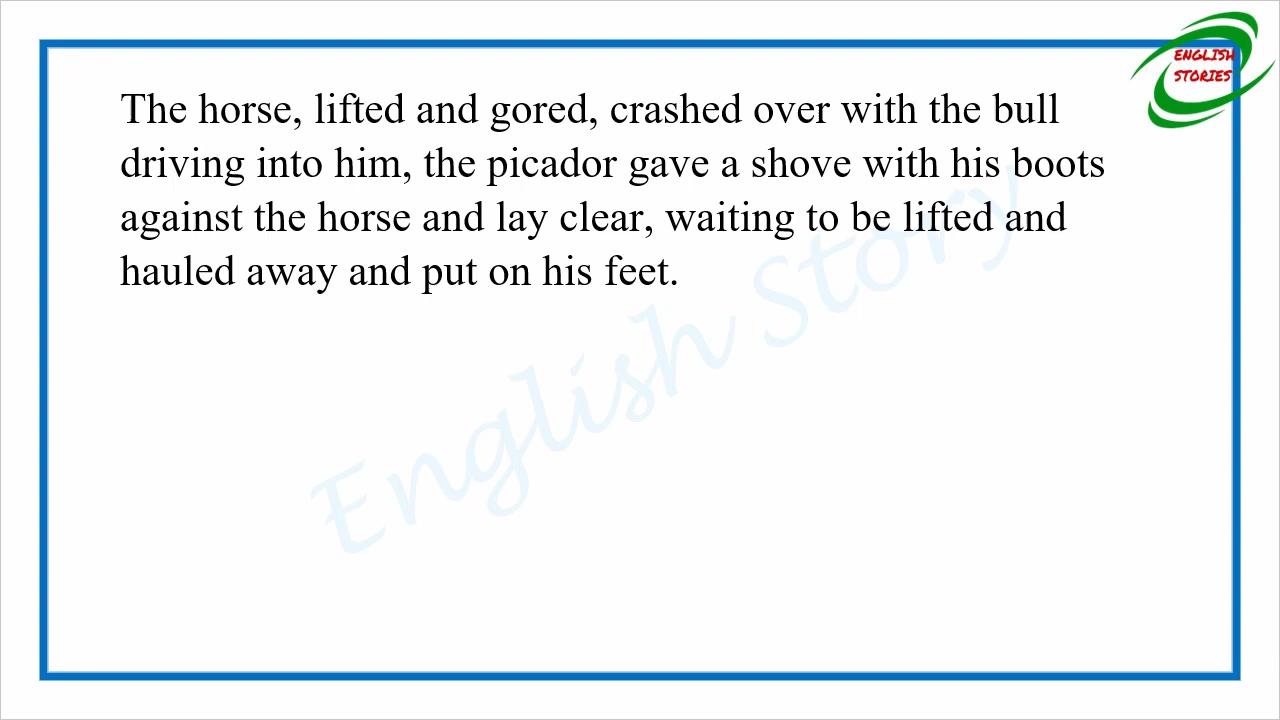 ENGLISH
STORIES
The horse, lifted and gored, crashed over with the bull
driving into him, the picador gave a shove with his boots
against the horse and lay clear, waiting to be lifted and
hauled away and put on his feet.
English Story